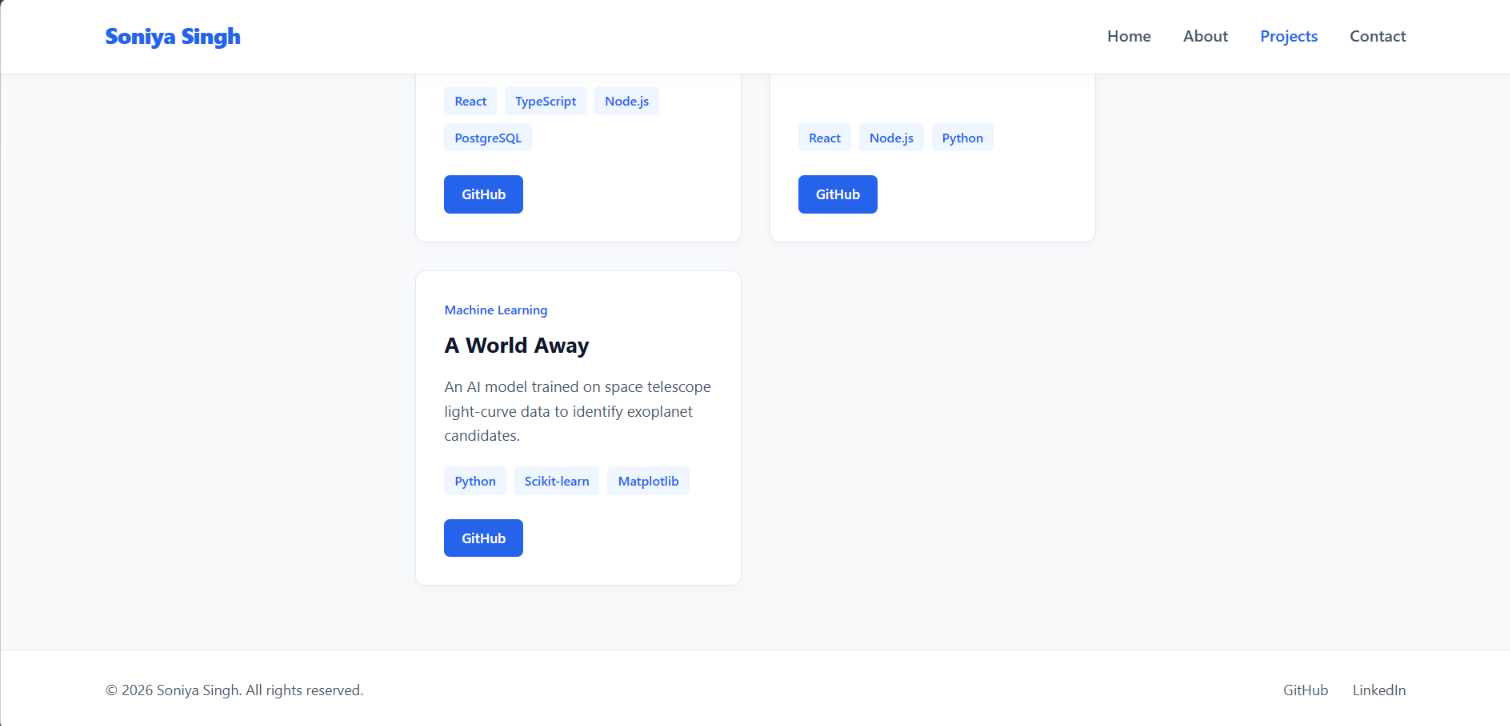 Soniya Singh
Home About Projects Contact
React TypeScript Node.js
PostgreSQL
GitHub
React Node.js Python
GitHub
Machine Learning
A World Away
An AI model trained on space telescope
light-curve data to identify exoplanet
candidates.
Python Scikit-learn Matplotlib
GitHub
© 2026 Soniya Singh. All rights reserved.
GitHub LinkedIn